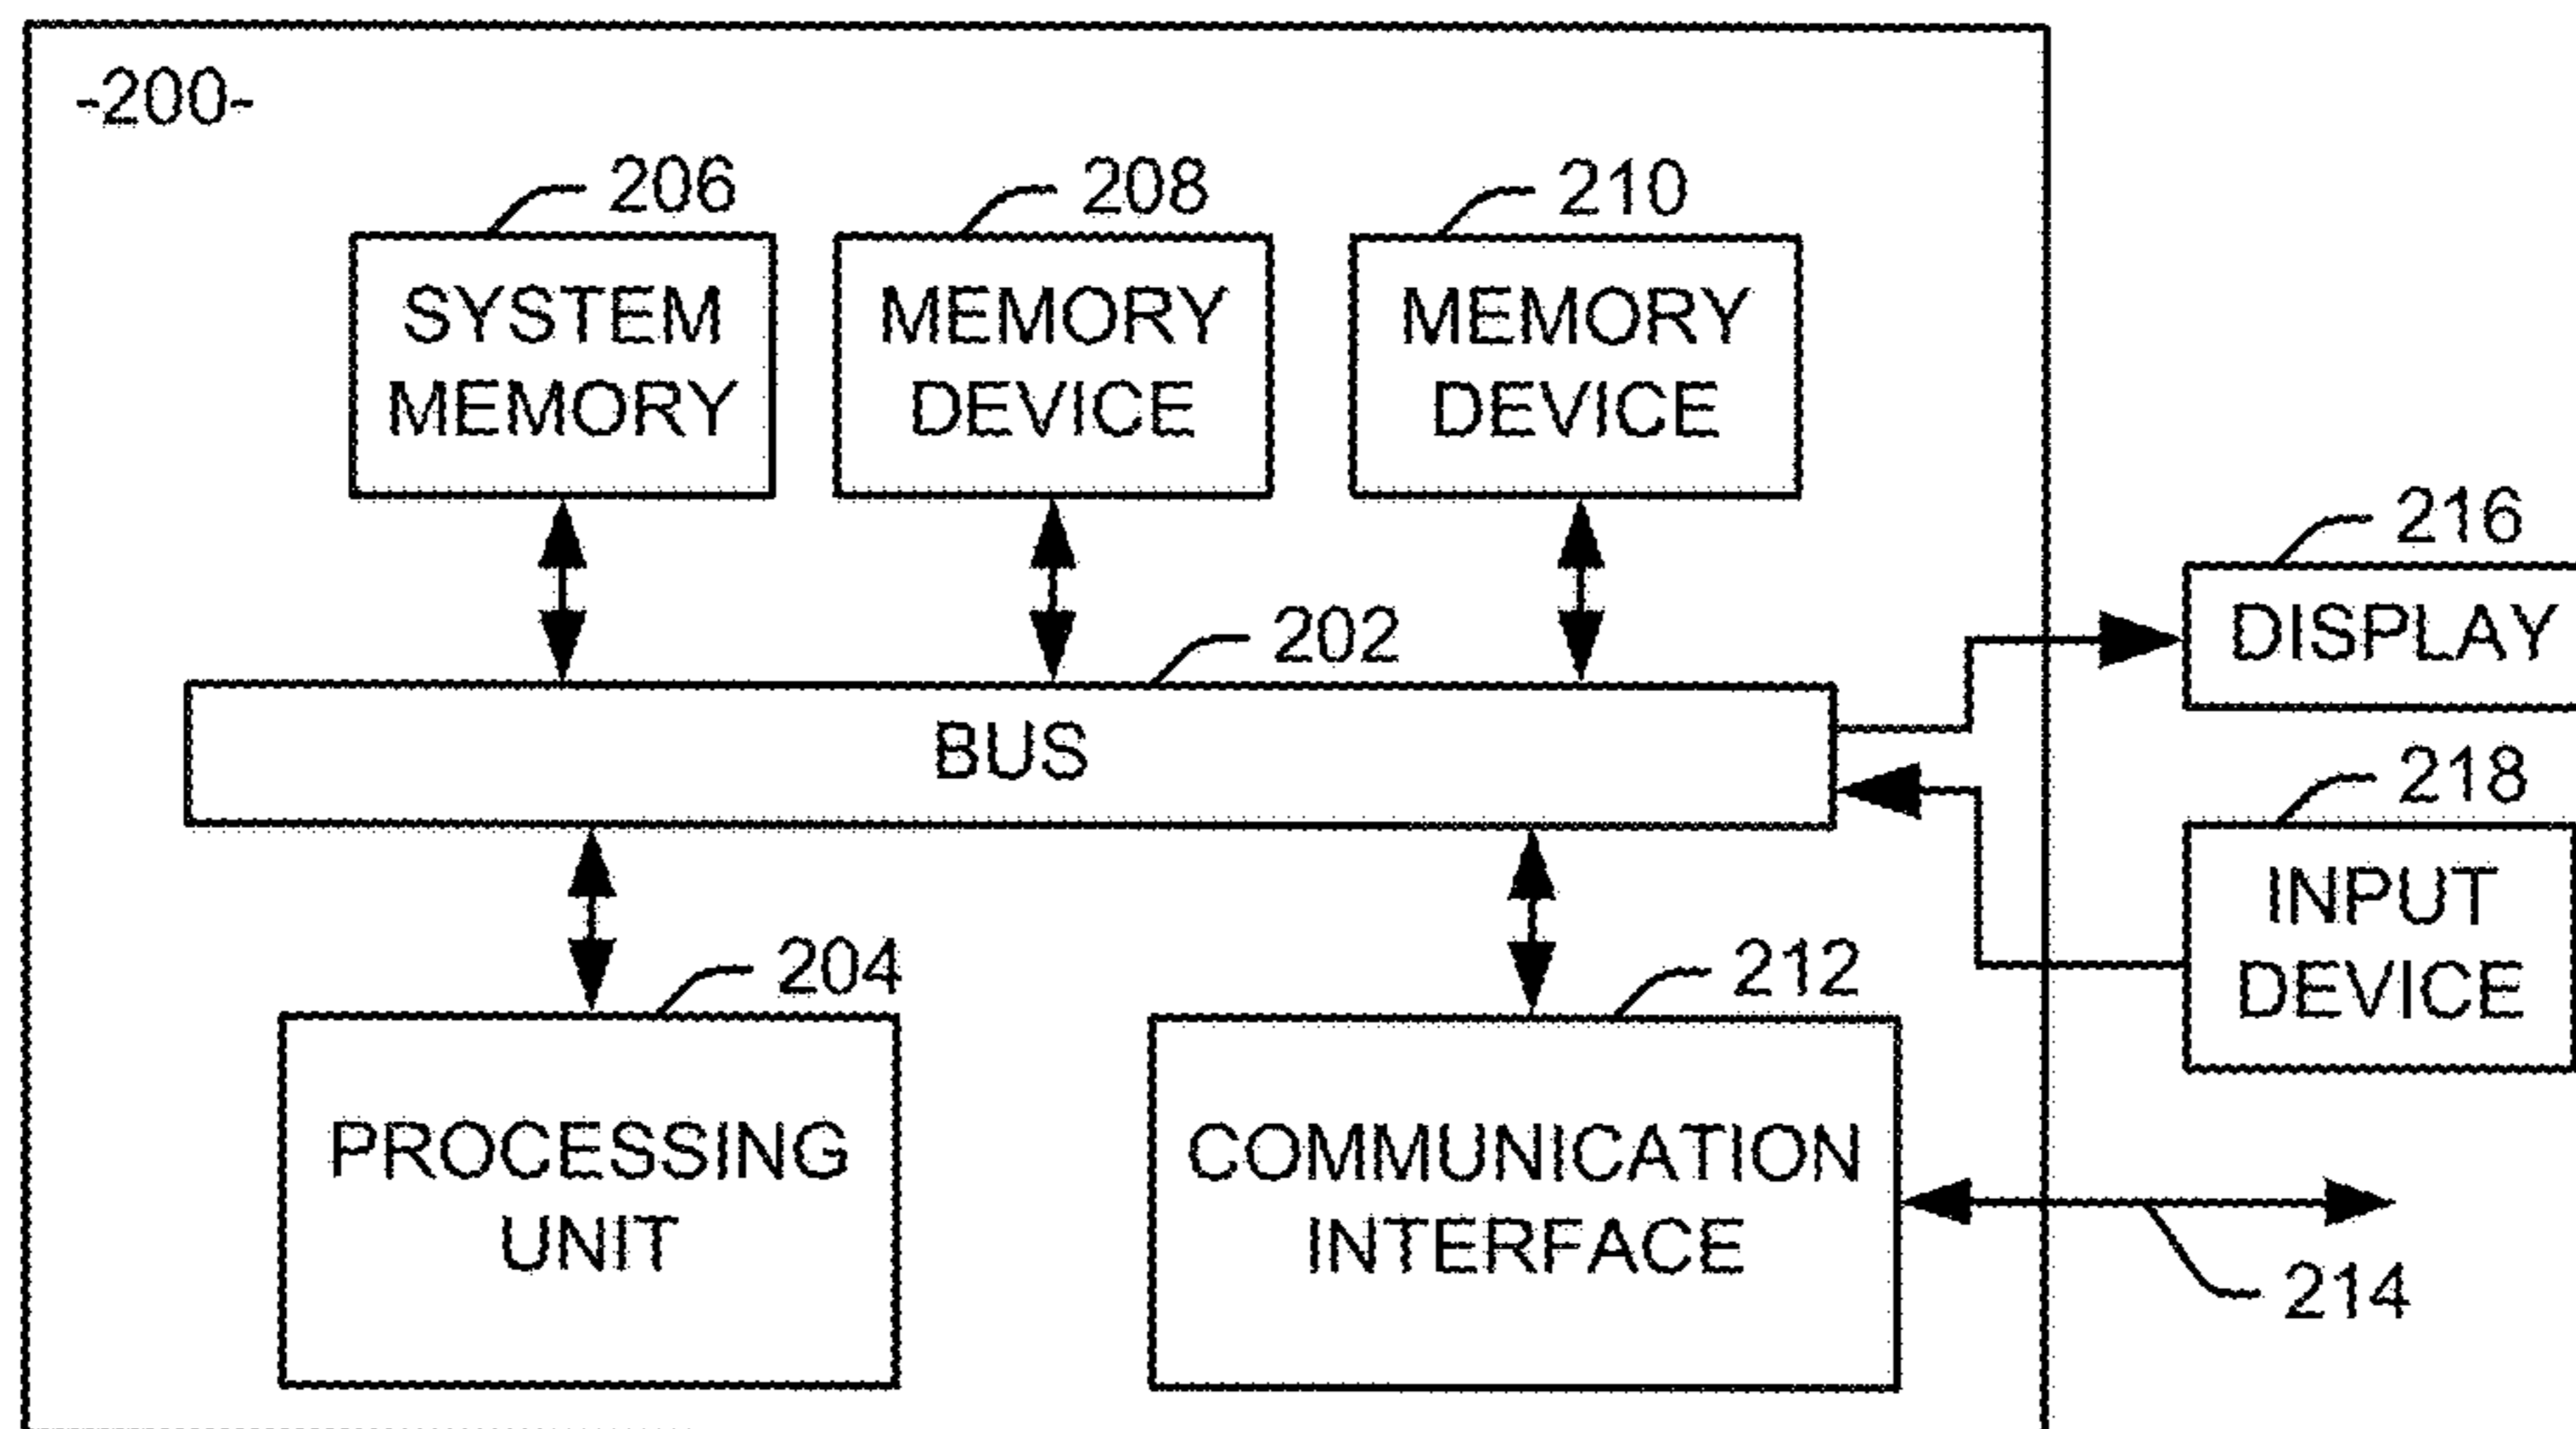 -200-
206
208
210
SYSTEM
MEMORY
MEMORY
DEVICE
MEMORY
DEVICE
216
DISPLAY
202
BUS
218
INPUT
DEVICE
204
212
PROCESSING
UNIT
COMMUNICATION
INTERFACE
214